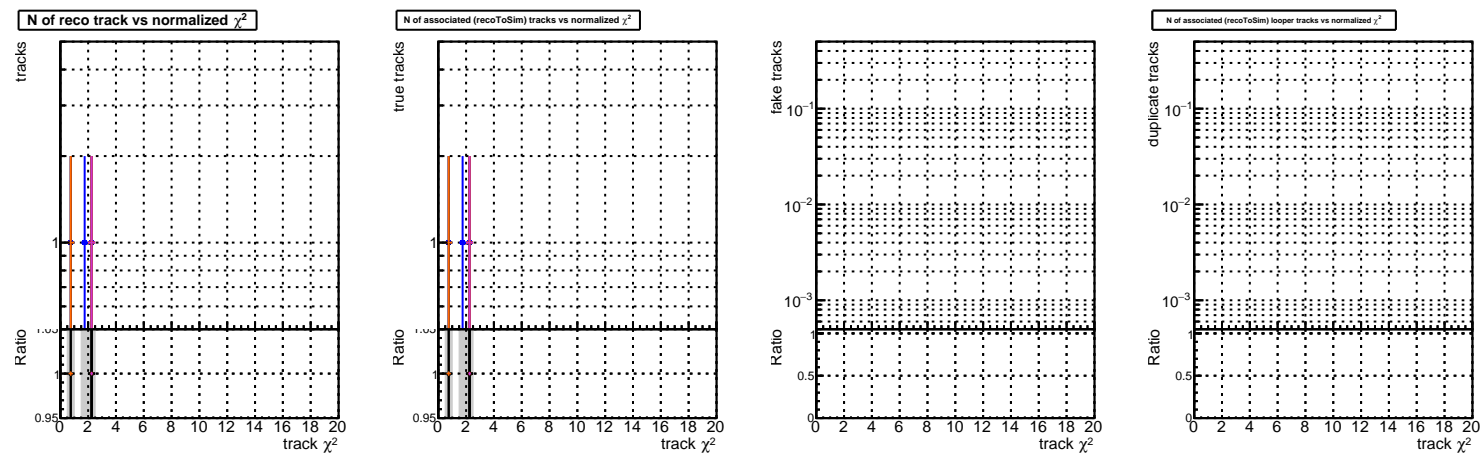 N of reco track vs normalized χ²
tracks
1
Ratio
1.05
1
0.95
0 2 4 6 8 10 12 14 16 18 20
track χ²
N of associated (recoToSim) tracks vs normalized χ²
true tracks
1
Ratio
1.05
1
0.95
0 2 4 6 8 10 12 14 16 18 20
track χ²
fake tracks
10⁻¹
10⁻²
10⁻³
Ratio
1
0.5
0
0 2 4 6 8 10 12 14 16 18 20
track χ²
N of associated (recoToSim) looper tracks vs normalized χ²
duplicate tracks
10⁻¹
10⁻²
10⁻³
Ratio
1
0.5
0
0 2 4 6 8 10 12 14 16 18 20
track χ²